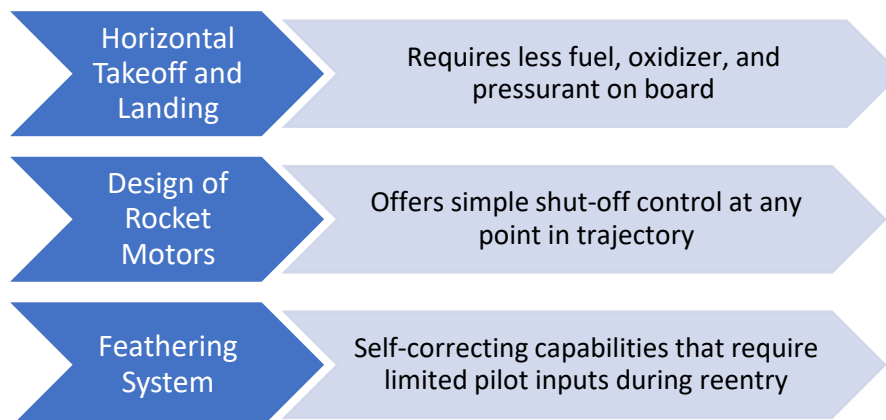 Horizontal
Takeoff and
Landing
Requires less fuel, oxidizer, and
pressurant on board
Design of
Rocket
Motors
Offers simple shut-off control at any
point in trajectory
Feathering
System
Self-correcting capabilities that require
limited pilot inputs during reentry